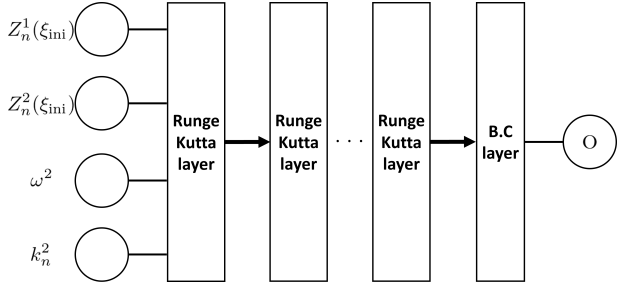 Z_n^1(ξ_ini)
Z_n^2(ξ_ini)
ω^2
k_n^2
Runge
Kutta
layer
Runge
Kutta
layer
· · ·
Runge
Kutta
layer
B.C
layer
O